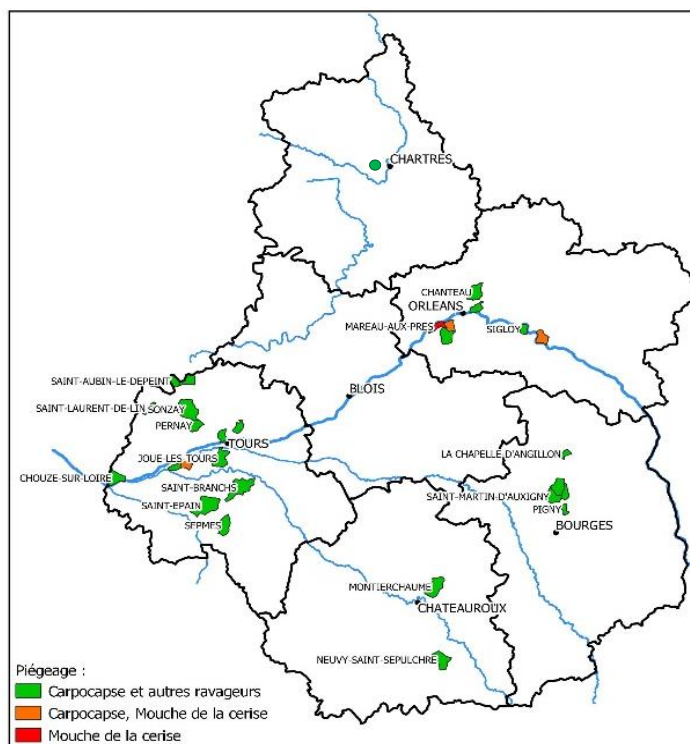 CHARTRES
CHANTEAU
ORLEANS
MAREAU-AUX-PRES
SIGLOY
SAINT-AUBIN-LE-DEPEINT
BLOIS
SAINT-LAURENT-DE-LIN
SONZAY
PERNAY
TOURS
JOUE-LES TOURS
LA CHAPELLE-D'ANGILLON
CHOUZE-SUR-LOIRE
SAINT-BRANCHS
SAINT-MARTIN-D'AUXIGNY
SAINT-EPAIN
PIGNY
SEPMES
BOURGES
MONTIERCHAUME
CHATEAUROUX
NEUVY-SAINT-SEPULCHRE
Piégeage :
Carpocapse et autres ravageurs
Carpocapse, Mouche de la cerise
Mouche de la cerise